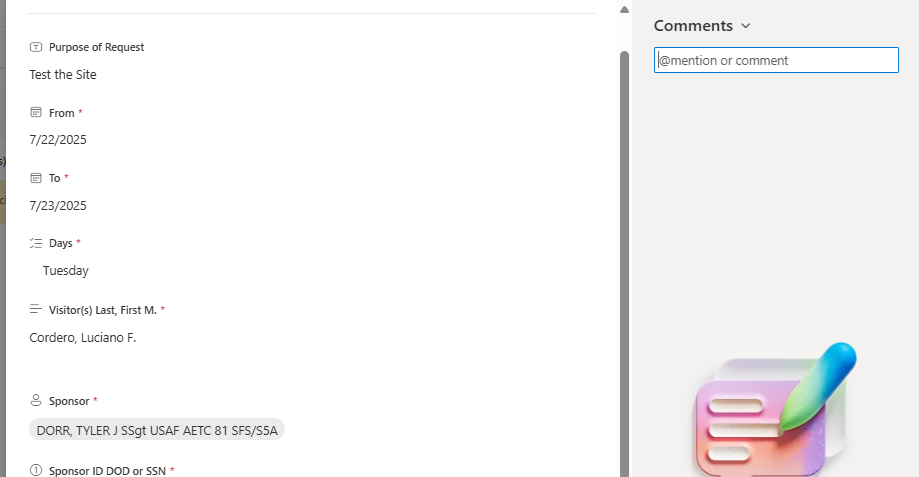 Purpose of Request
Test the Site
From *
7/22/2025
To *
7/23/2025
Days *
Tuesday
Visitor(s) Last, First M. *
Cordero, Luciano F.
Sponsor *
DORR, TYLER J SSgt USAF AETC 81 SFS/S5A
Sponsor ID DOD or SSN *
Comments
@mention or comment